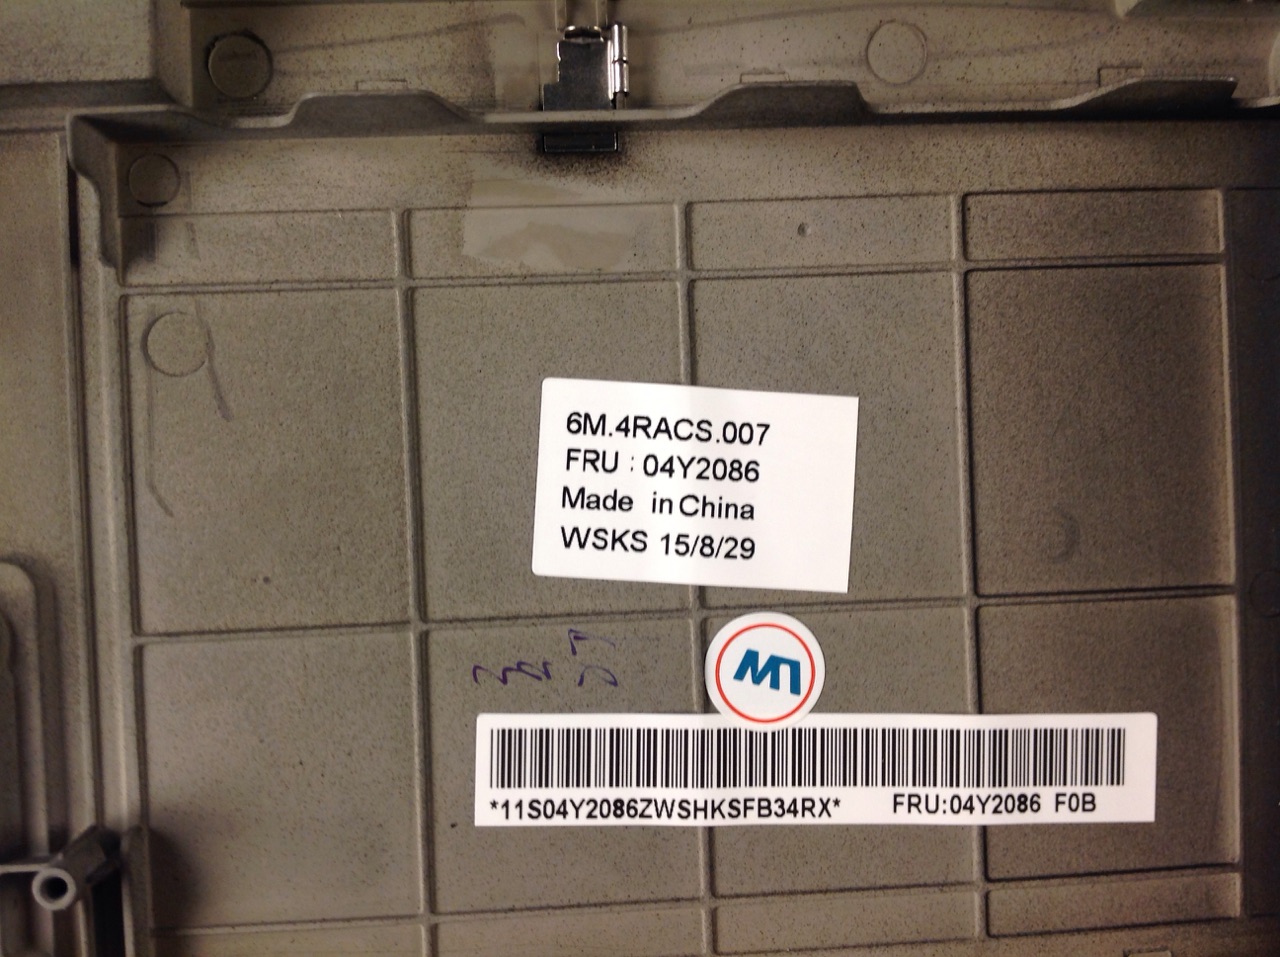 6M.4RACS.007
FRU : 04Y2086
Made in China
WSKS 15/8/29
*11S04Y2086ZWSHKSFB34RX* FRU:04Y2086 F0B